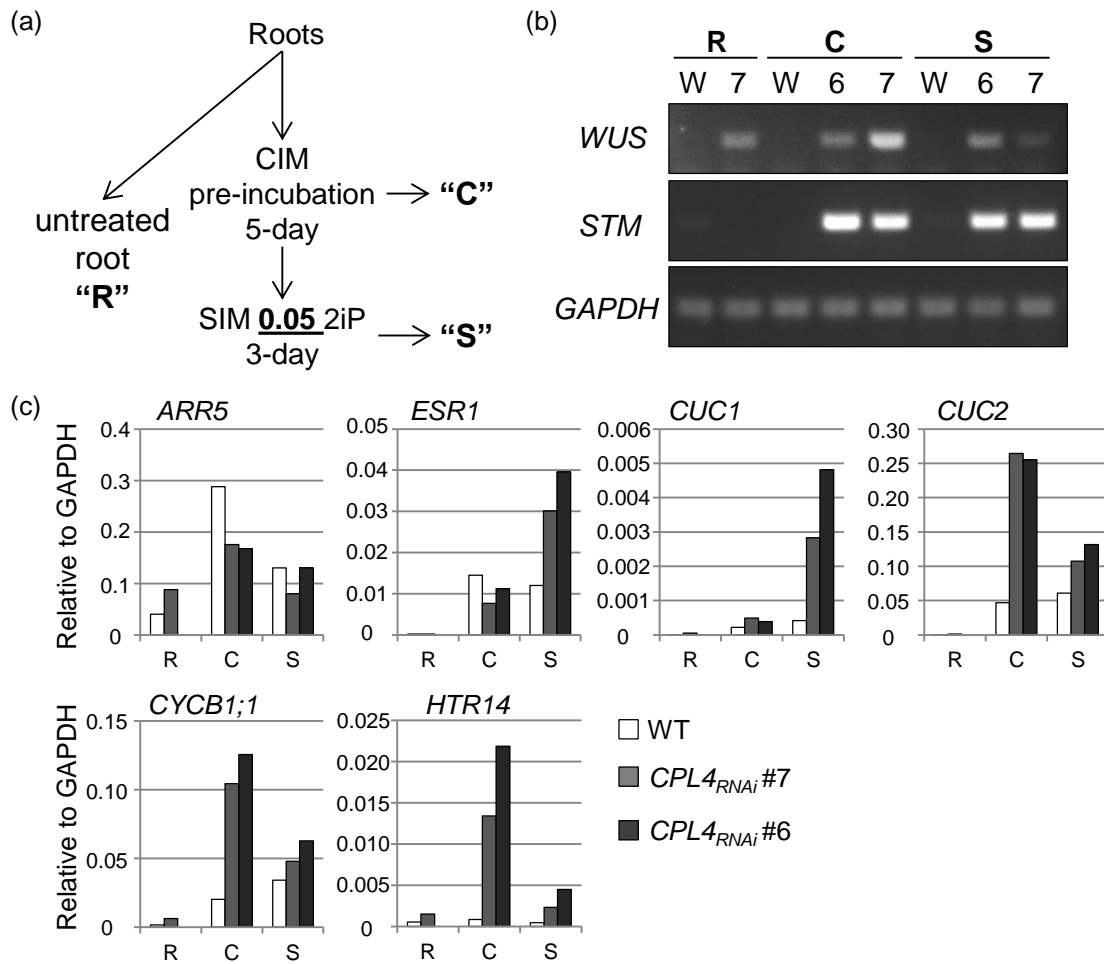 (a)
Roots
CIM
pre-incubation
5-day
"C"
untreated
root
"R"
SIM 0.05 2iP
3-day
"S"
(b)
R C S
W 7 W 6 7 W 6 7
WUS
STM
GAPDH
(c)
Relative to GAPDH
ARR5
0.4
0.3
0.2
0.1
0
R C S
ESR1
0.05
0.04
0.03
0.02
0.01
0
R C S
CUC1
0.006
0.005
0.004
0.003
0.002
0.001
0
R C S
CUC2
0.30
0.25
0.20
0.15
0.10
0.05
0
R C S
Relative to GAPDH
CYCB1;1
0.15
0.10
0.05
0
R C S
HTR14
0.025
0.020
0.015
0.010
0.005
0
R C S
WT
CPL4RNAi #7
CPL4RNAi #6